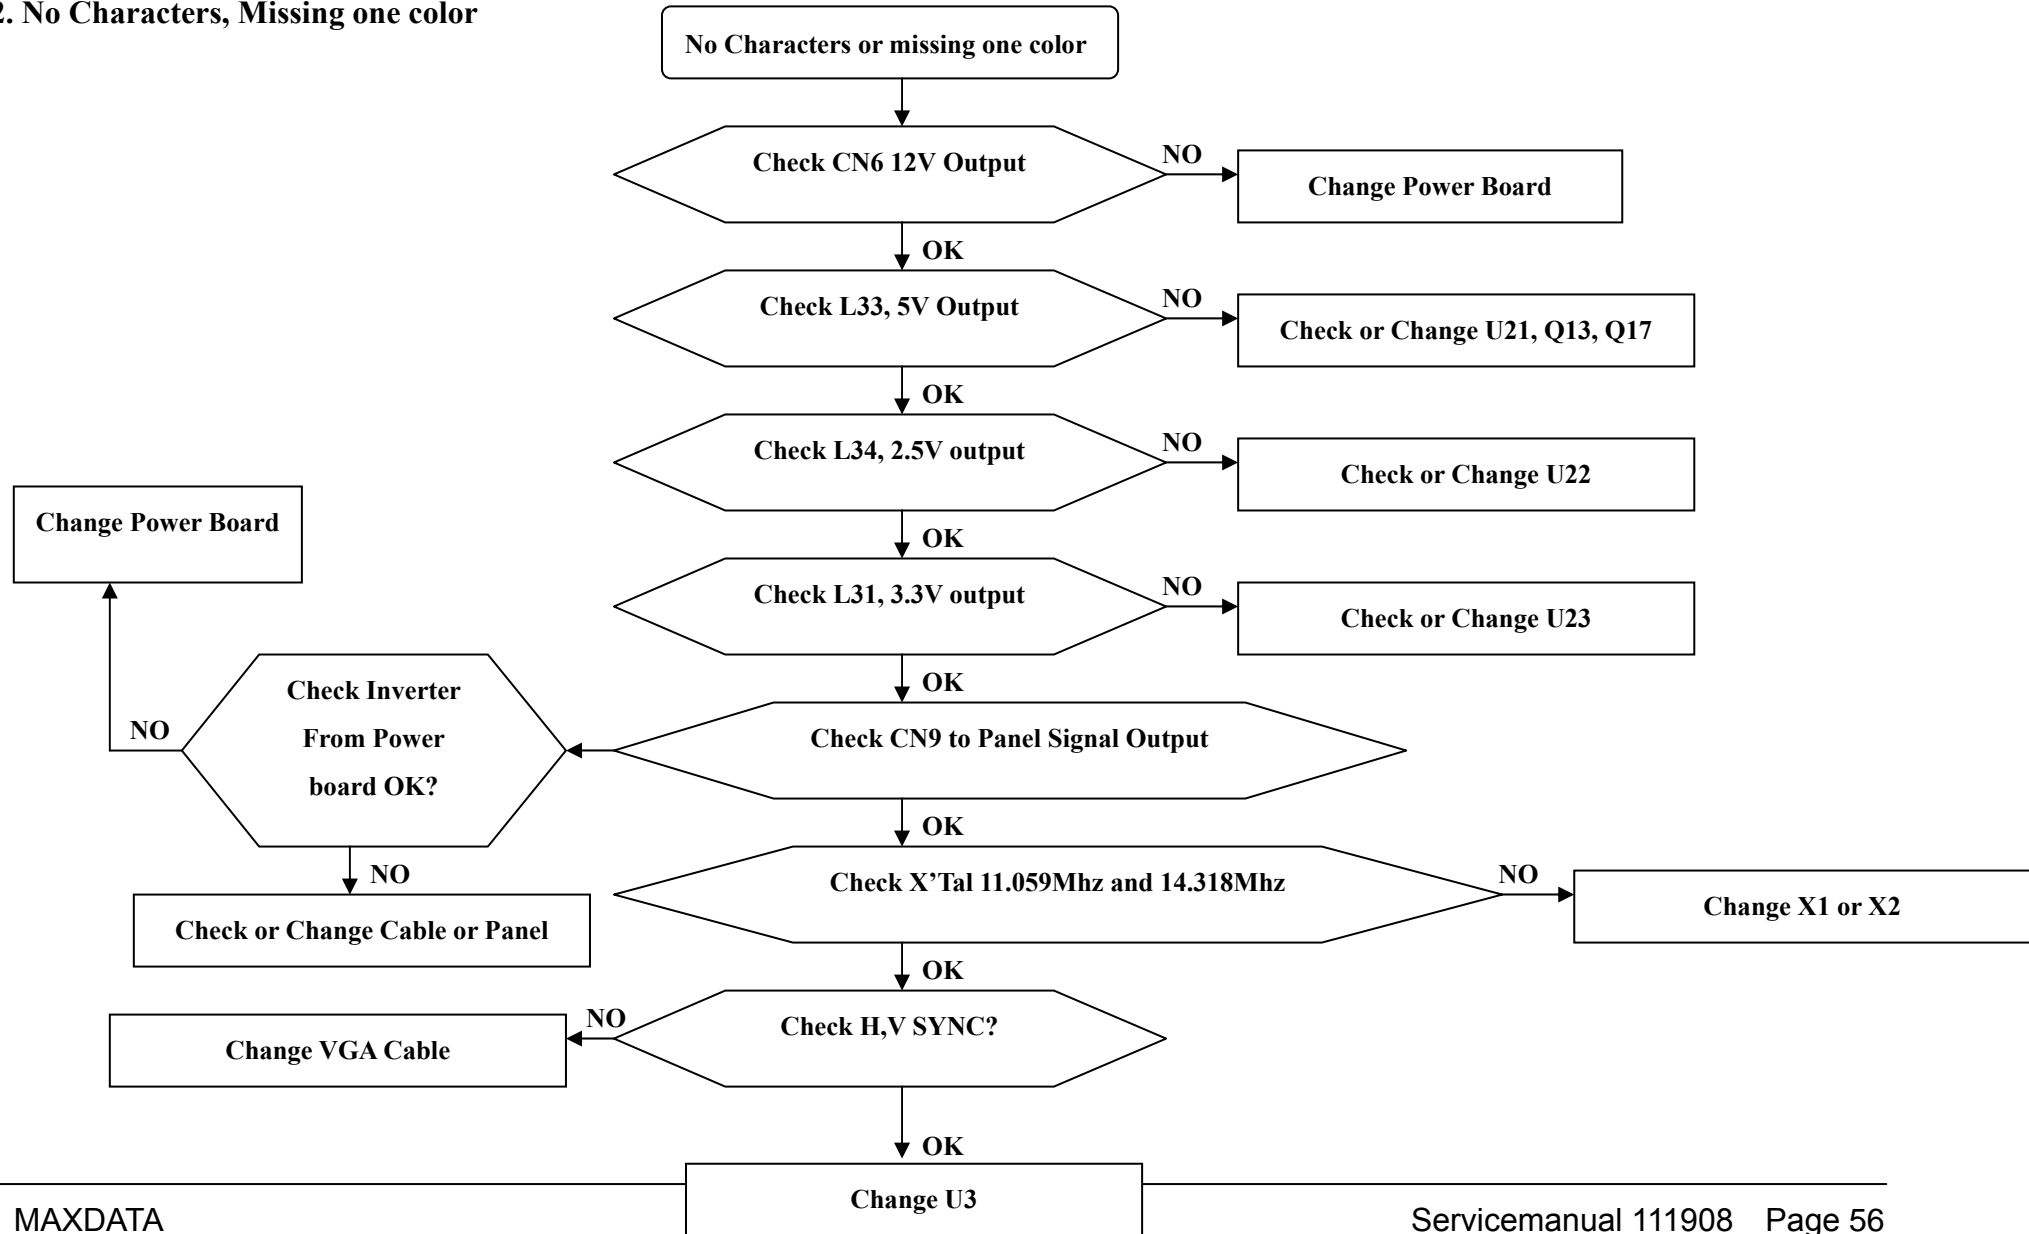 2. No Characters, Missing one color
No Characters or missing one color
Check CN6 12V Output
NO
Change Power Board
OK
Check L33, 5V Output
NO
Check or Change U21, Q13, Q17
OK
Check L34, 2.5V output
NO
Check or Change U22
OK
Change Power Board
Check L31, 3.3V output
NO
Check or Change U23
OK
Check Inverter
From Power
board OK?
NO
Check CN9 to Panel Signal Output
OK
NO
Check or Change Cable or Panel
Check X’Tal 11.059Mhz and 14.318Mhz
NO
Change X1 or X2
OK
Check H,V SYNC?
NO
Change VGA Cable
OK
Change U3
MAXDATA
Servicemanual 111908 Page 56